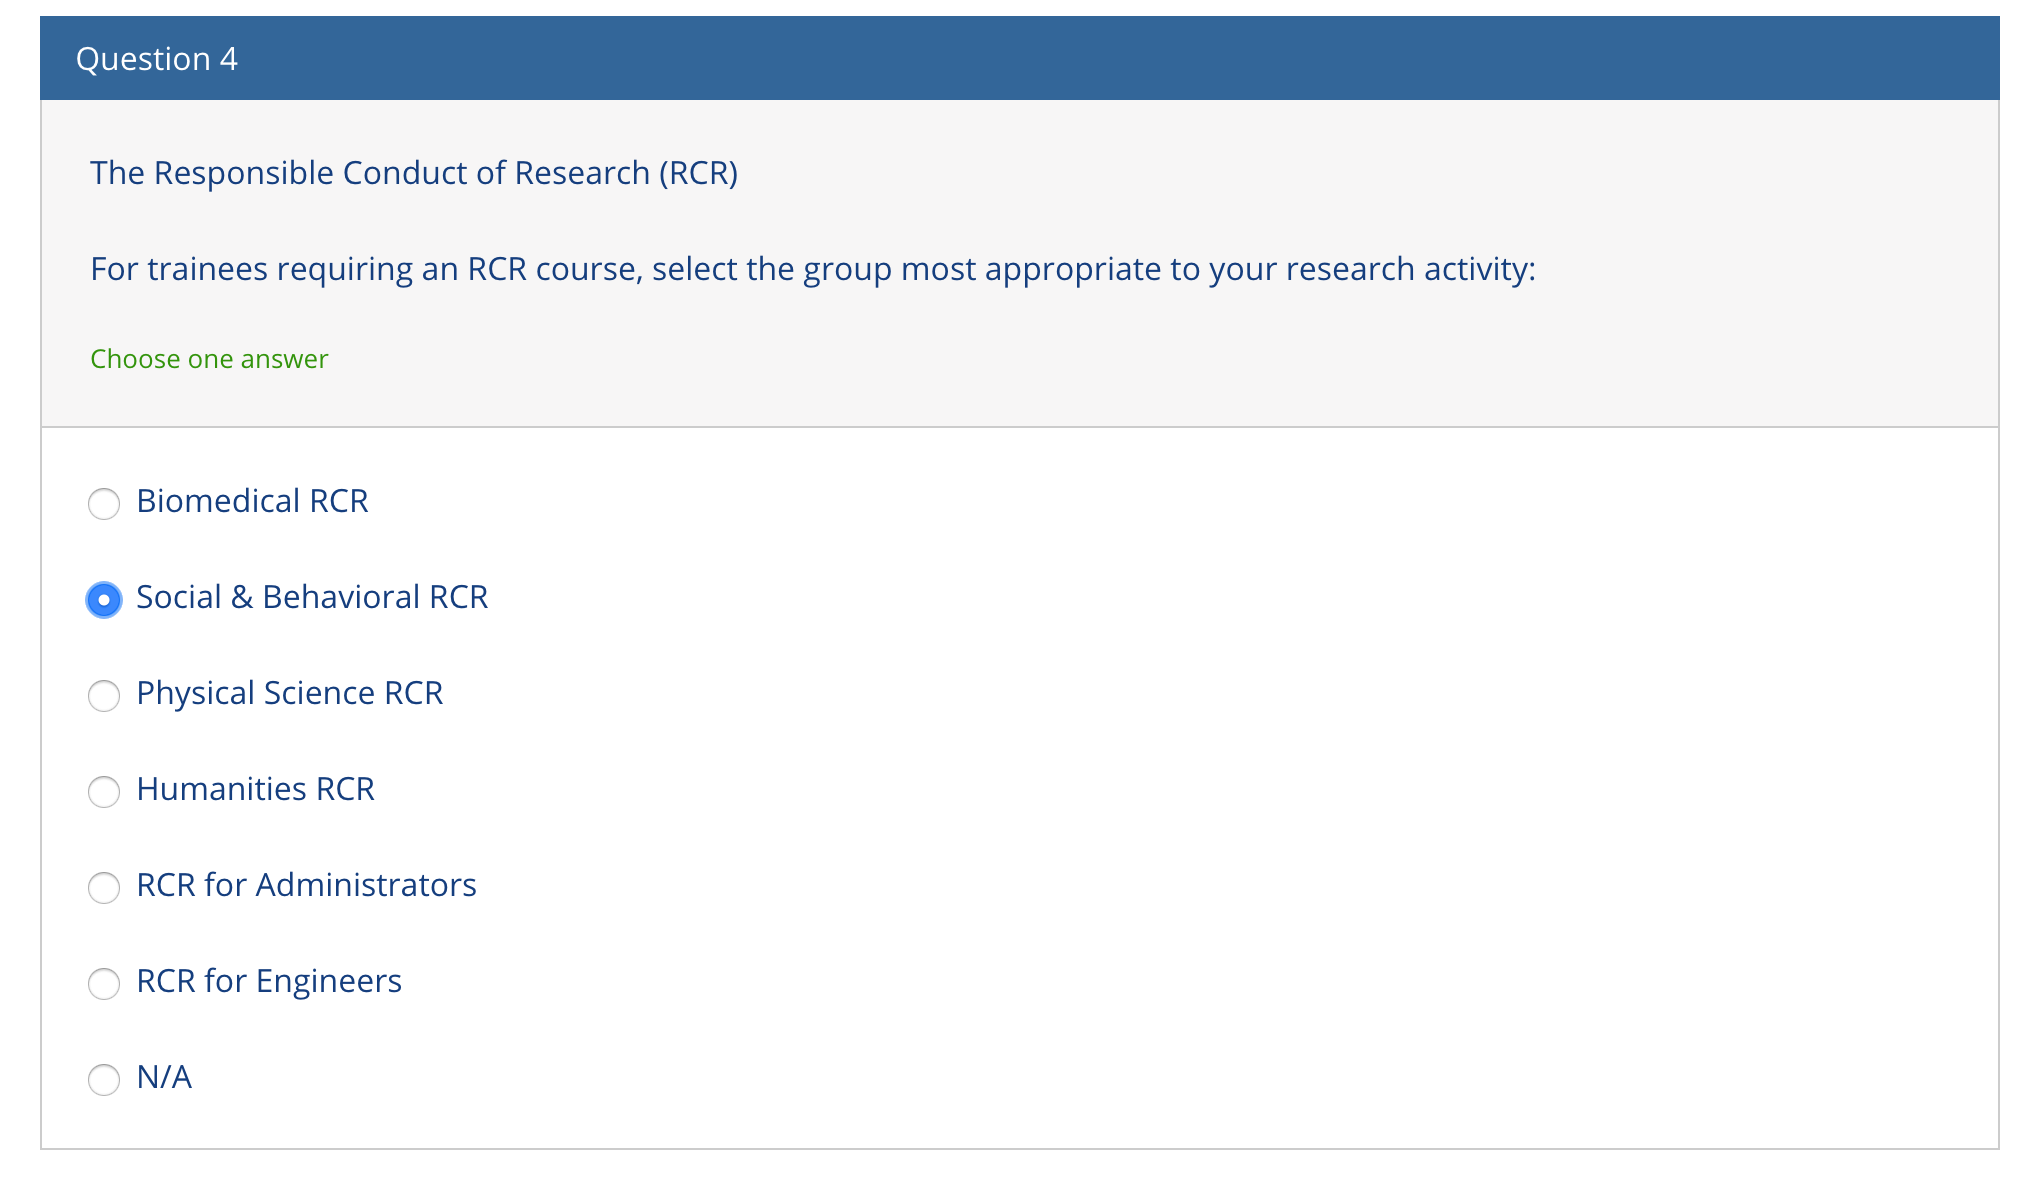 Question 4
The Responsible Conduct of Research (RCR)
For trainees requiring an RCR course, select the group most appropriate to your research activity:
Choose one answer
Biomedical RCR
Social & Behavioral RCR
Physical Science RCR
Humanities RCR
RCR for Administrators
RCR for Engineers
N/A